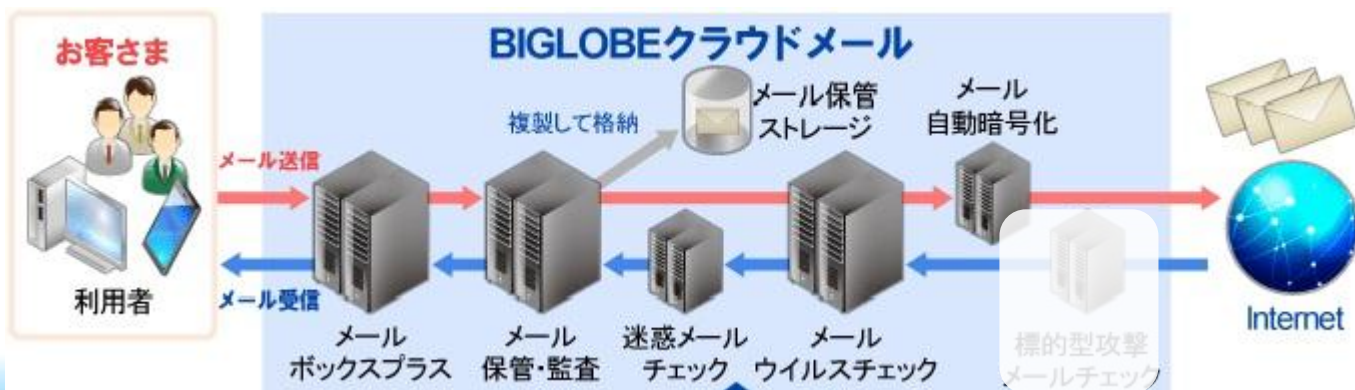 お客さま
BIGLOBEクラウドメール
メール保管
ストレージ
メール
自動暗号化
複製して格納
メール送信
メール受信
利用者
メール
ボックスプラス
メール
保管・監査
迷惑メール
チェック
メール
ウイルスチェック
標的型攻撃
メールチェック
Internet